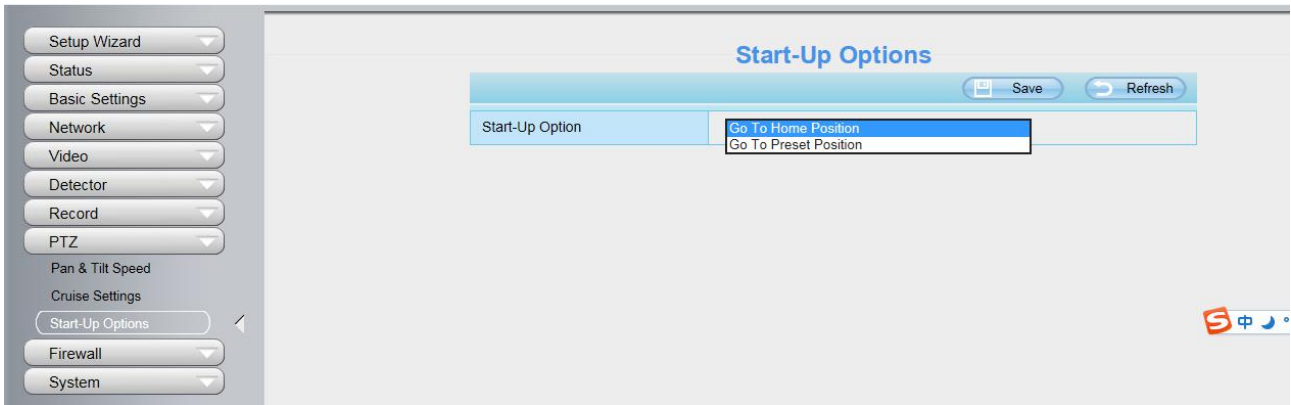 Setup Wizard
Status
Basic Settings
Network
Video
Detector
Record
PTZ
Pan & Tilt Speed
Cruise Settings
Start-Up Options
Firewall
System
Start-Up Options
Save Refresh
Start-Up Option
Go To Home Position
Go To Preset Position
S 中